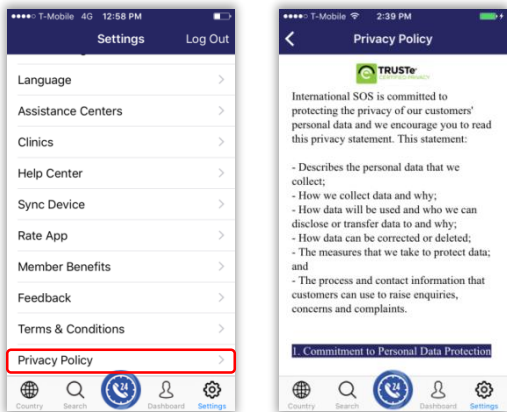 T-Mobile 4G 12:58 PM
Settings Log Out
Language
Assistance Centers
Clinics
Help Center
Sync Device
Rate App
Member Benefits
Feedback
Terms & Conditions
Privacy Policy
24
Country Search Dashboard Settings
T-Mobile 2:39 PM
Privacy Policy
TRUSTe
CERTIFIED PRIVACY
International SOS is committed to
protecting the privacy of our customers'
personal data and we encourage you to read
this privacy statement. This statement:
- Describes the personal data that we
collect;
- How we collect data and why;
- How data will be used and who we can
disclose or transfer data to and why;
- How data can be corrected or deleted;
- The measures that we take to protect data;
and
- The process and contact information that
customers can use to raise enquiries,
concerns and complaints.
1. Commitment to Personal Data Protection
24
Country Search Dashboard Settings